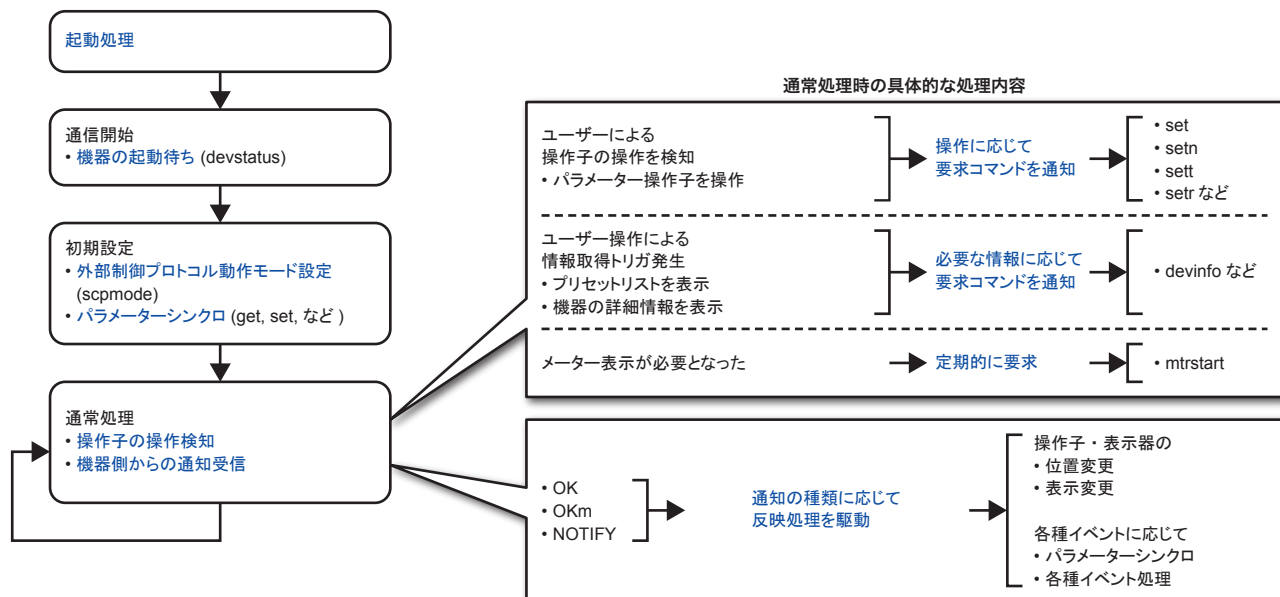 起動処理
通信開始
• 機器の起動待ち (devstatus)
初期設定
• 外部制御プロトコル動作モード設定
(scpmode)
• パラメーターシンクロ (get, set, など )
通常処理
• 操作子の操作検知
• 機器側からの通知受信
通常処理時の具体的な処理内容
ユーザーによる
操作子の操作を検知
• パラメーター操作子を操作
操作に応じて
要求コマンドを通知
• set
• setn
• sett
• setr など
ユーザー操作による
情報取得トリガ発生
• プリセットリストを表示
• 機器の詳細情報を表示
必要な情報に応じて
要求コマンドを通知
• devinfo など
メーター表示が必要となった
定期的に要求
• mtrstart
• OK
• OKm
• NOTIFY
通知の種類に応じて
反映処理を駆動
操作子・表示器の
• 位置変更
• 表示変更
各種イベントに応じて
• パラメーターシンクロ
• 各種イベント処理